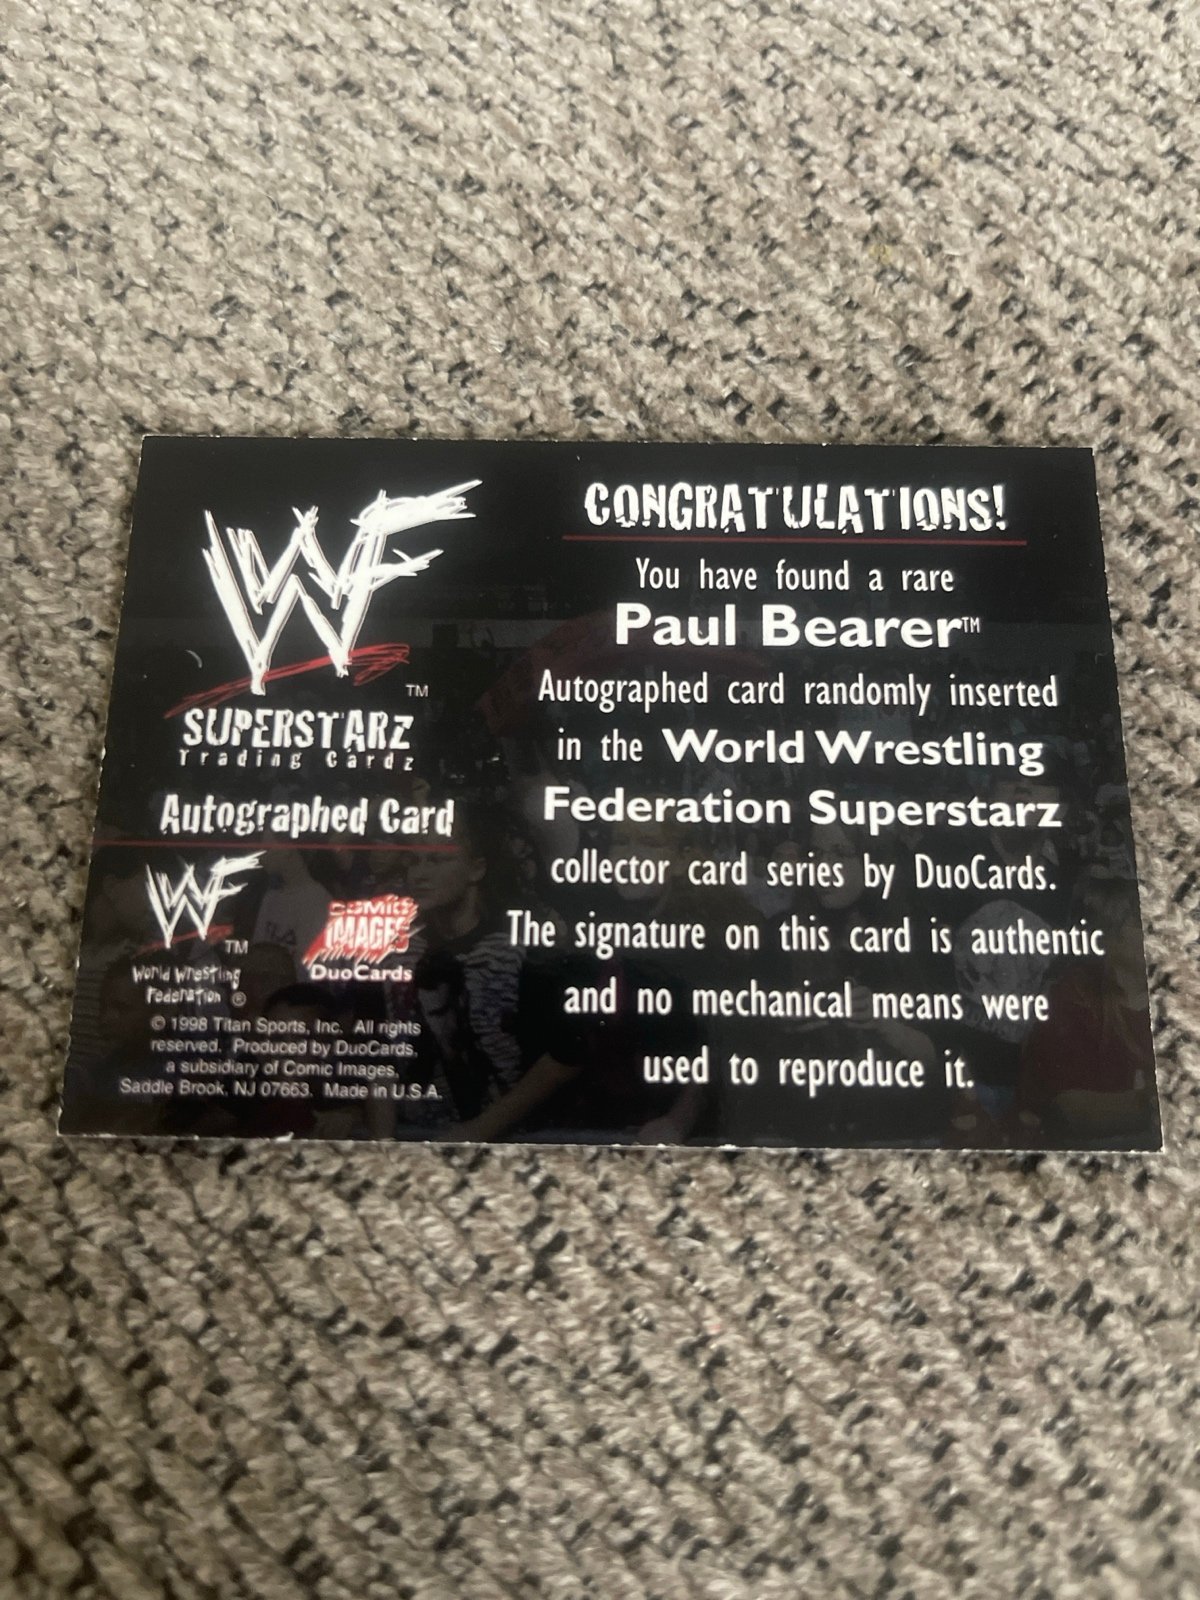 WF
TM
SUPERSTARZ
Trading Cardz
Autographed Card
WF
TM
World Wrestling
Federation ®
COMIC
IMAGES
DuoCards
© 1998 Titan Sports, Inc. All rights
reserved. Produced by DuoCards,
a subsidiary of Comic Images,
Saddle Brook, NJ 07663. Made in U.S.A.
CONGRATULATIONS!
You have found a rare
Paul Bearer™
Autographed card randomly inserted
in the World Wrestling
Federation Superstarz
collector card series by DuoCards.
The signature on this card is authentic
and no mechanical means were
used to reproduce it.